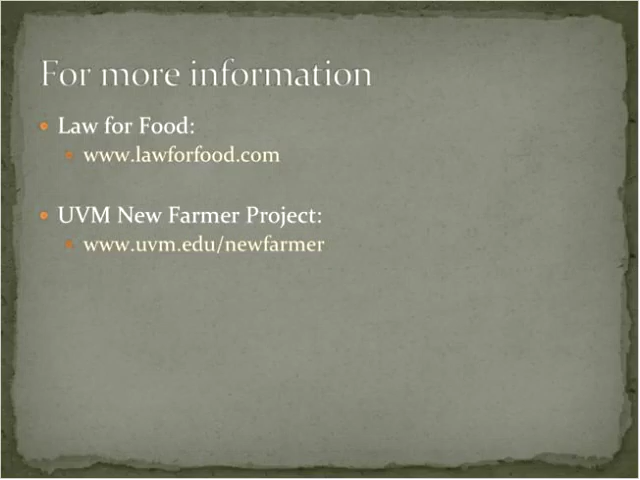 For more information
Law for Food:
www.lawforfood.com
UVM New Farmer Project:
www.uvm.edu/newfarmer